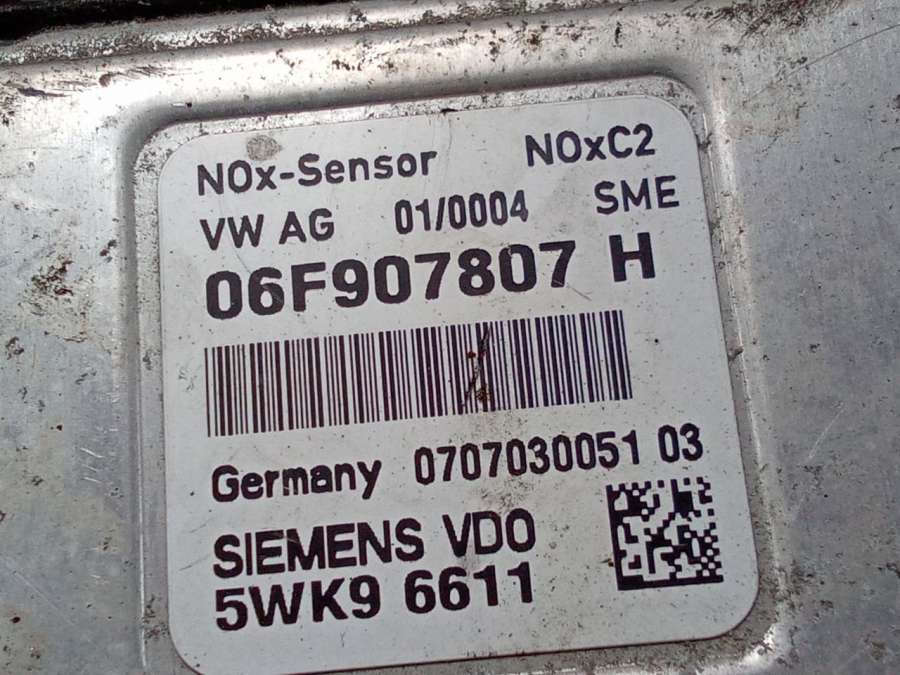 NOx-Sensor NOxC2
VW AG 01/0004 SME
06F907807 H
Germany 0707030051 03
SIEMENS VDO
5WK9 6611